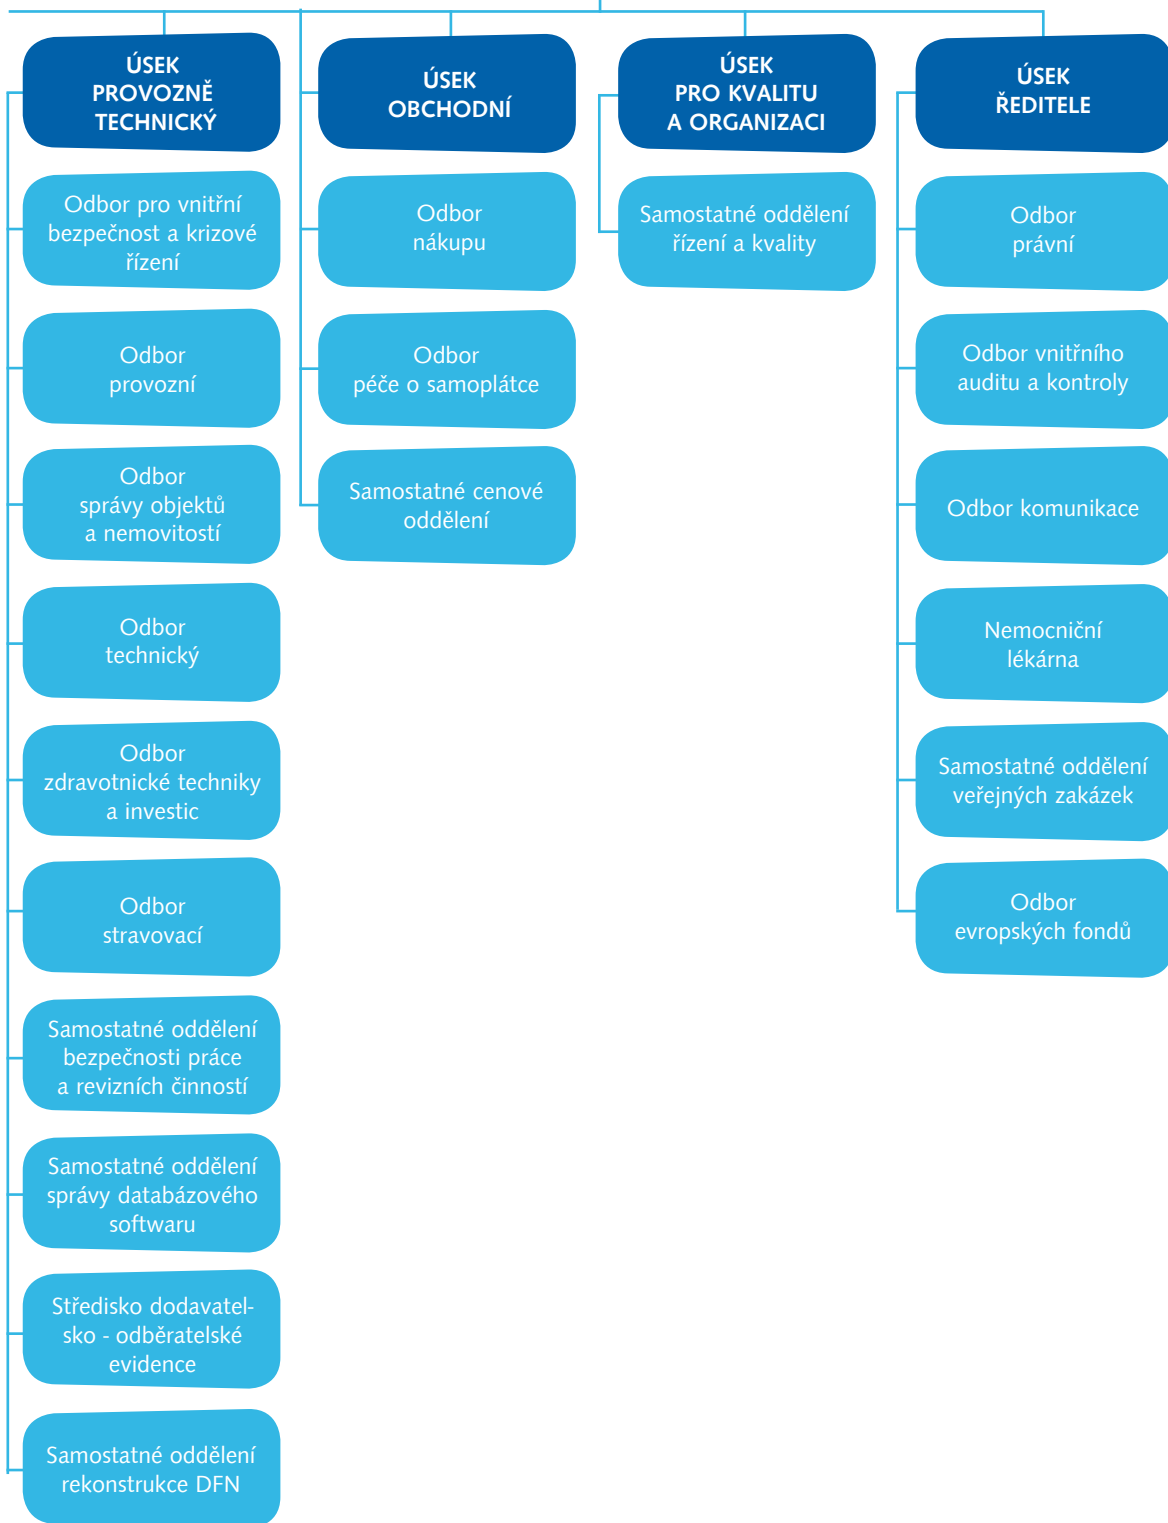 ÚSEK
PROVOZNĚ
TECHNICKÝ
Odbor pro vnitřní
bezpečnost a krizové
řízení
Odbor
provozní
Odbor
správy objektů
a nemovitostí
Odbor
technický
Odbor
zdravotnické techniky
a investic
Odbor
stravovací
Samostatné oddělení
bezpečnosti práce
a revizních činností
Samostatné oddělení
správy databázového
softwaru
Středisko dodavatel-
sko - odběratelské
evidence
Samostatné oddělení
rekonstrukce DFN
ÚSEK
OBCHODNÍ
Odbor
nákupu
Odbor
péče o samoplátce
Samostatné cenové
oddělení
ÚSEK
PRO KVALITU
A ORGANIZACI
Samostatné oddělení
řízení a kvality
ÚSEK
ŘEDITELE
Odbor
právní
Odbor vnitřního
auditu a kontroly
Odbor komunikace
Nemocniční
lékárna
Samostatné oddělení
veřejných zakázek
Odbor
evropských fondů